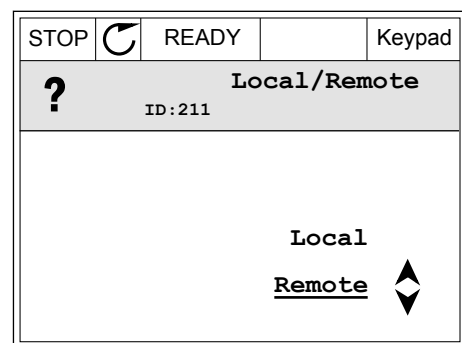 STOP READY Keypad
? Local/Remote
ID:211
Local
Remote